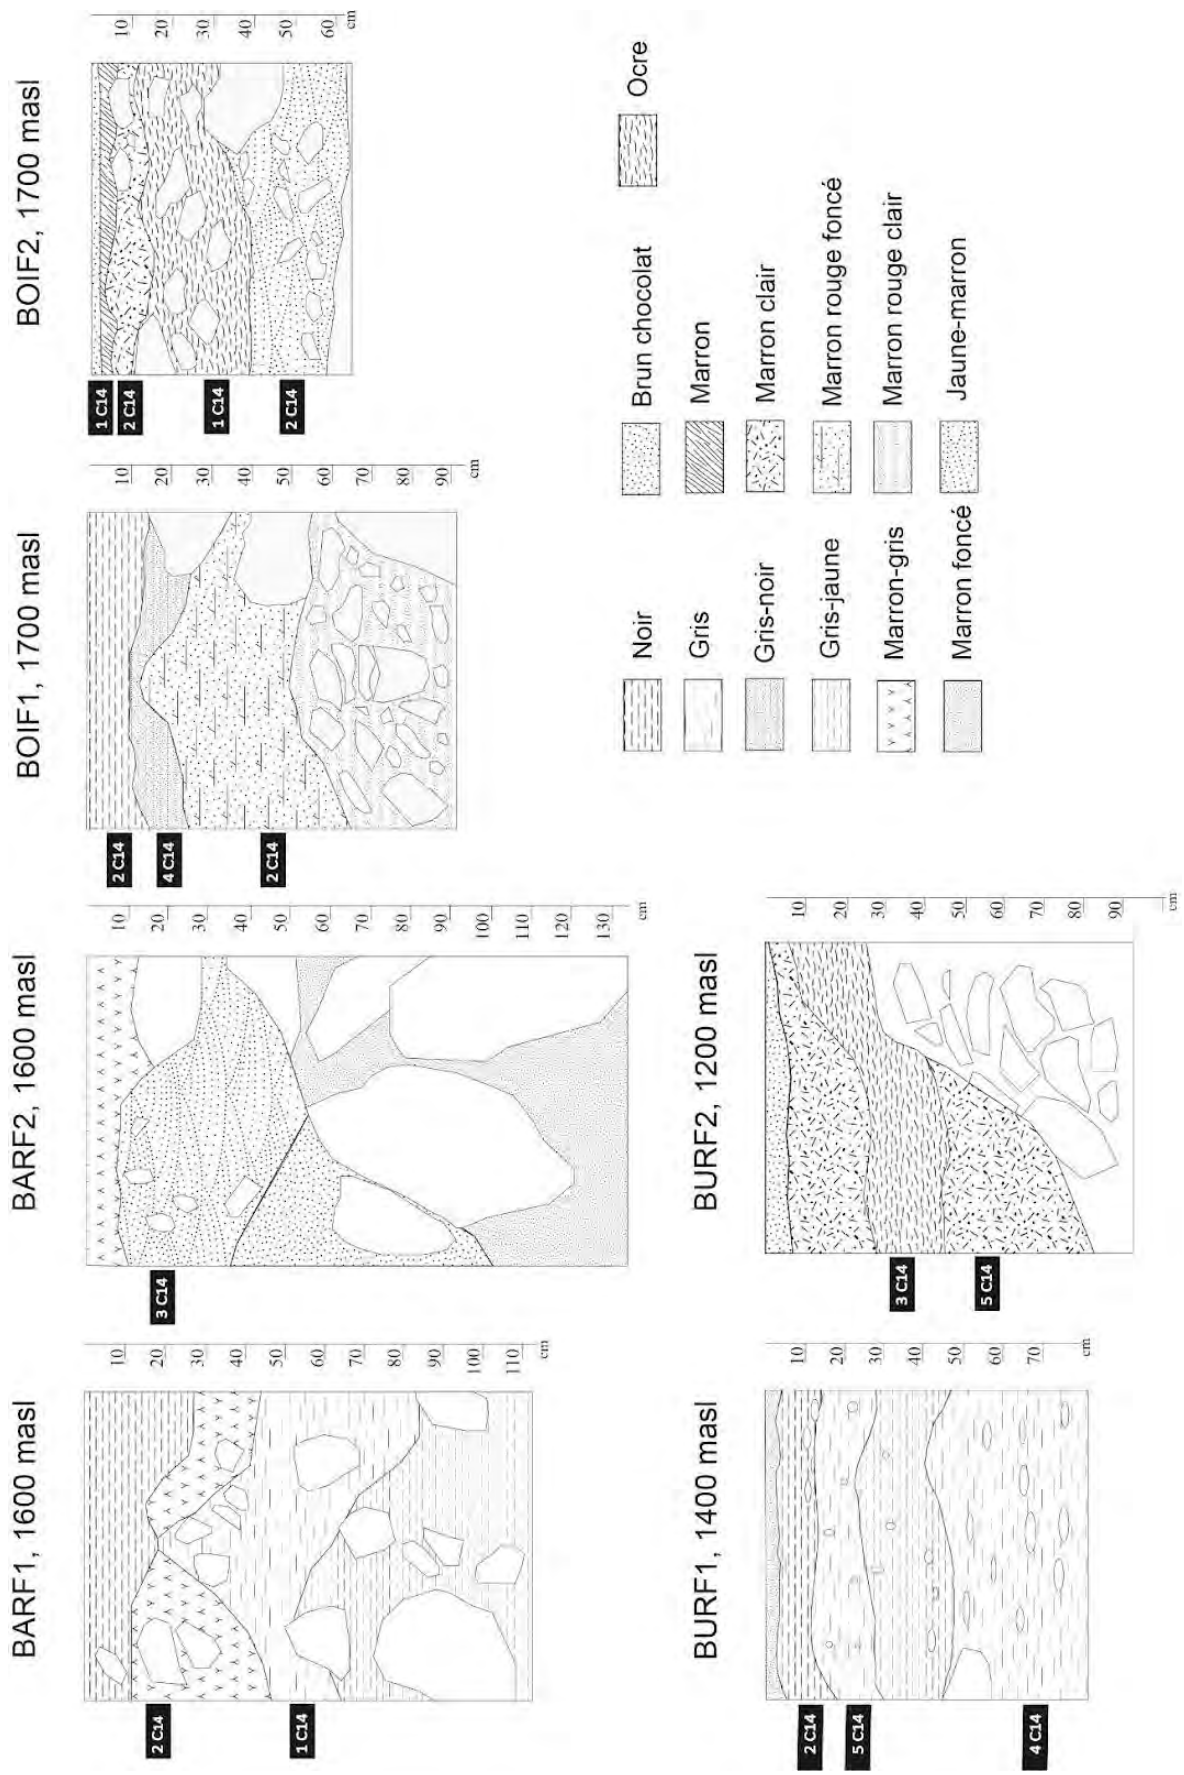 BARF1, 1600 masl
2 C14
1 C14
10
20
30
40
50
60
70
80
90
100
110
cm
BARF2, 1600 masl
3 C14
10
20
30
40
50
60
70
80
90
100
110
120
130
cm
BOIF1, 1700 masl
2 C14
4 C14
2 C14
10
20
30
40
50
60
70
80
90
cm
BOIF2, 1700 masl
1 C14
2 C14
1 C14
2 C14
10
20
30
40
50
60
cm
BURF1, 1400 masl
2 C14
5 C14
4 C14
10
20
30
40
50
60
70
cm
BURF2, 1200 masl
3 C14
5 C14
10
20
30
40
50
60
70
80
90
cm
Noir
Gris
Gris-noir
Gris-jaune
Marron-gris
Marron foncé
Brun chocolat
Marron
Marron clair
Marron rouge foncé
Marron rouge clair
Jaune-marron
Ocre